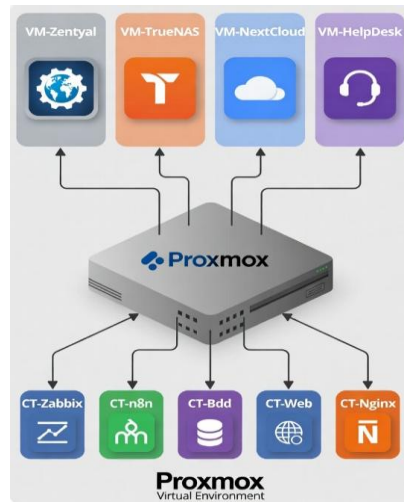 VM-Zentyal
VM-TrueNAS
VM-NextCloud
VM-HelpDesk
Proxmox
CT-Zabbix
CT-n8n
CT-Bdd
CT-Web
CT-Nginx
N
Proxmox
Virtual Environment